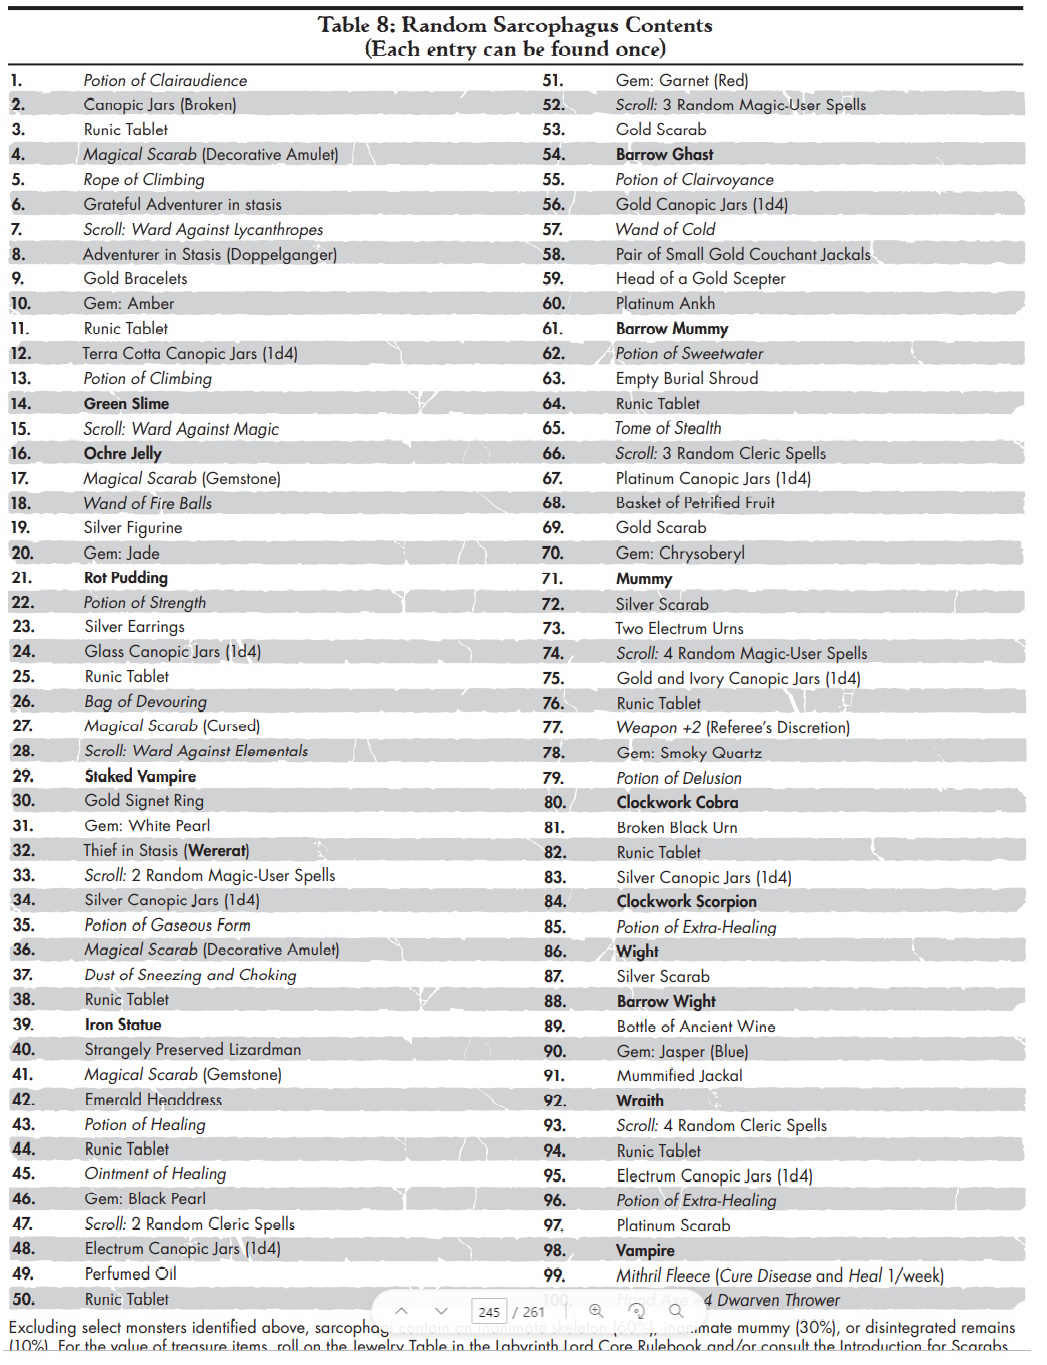 Table 8: Random Sarcophagus Contents
(Each entry can be found once)
1. Potion of Clairaudience
2. Canopic Jars (Broken)
3. Runic Tablet
4. Magical Scarab (Decorative Amulet)
5. Rope of Climbing
6. Grateful Adventurer in stasis
7. Scroll: Ward Against Lycanthropes
8. Adventurer in Stasis (Doppelganger)
9. Gold Bracelets
10. Gem: Amber
11. Runic Tablet
12. Terra Cotta Canopic Jars (1d4)
13. Potion of Climbing
14. Green Slime
15. Scroll: Ward Against Magic
16. Ochre Jelly
17. Magical Scarab (Gemstone)
18. Wand of Fire Balls
19. Silver Figurine
20. Gem: Jade
21. Rot Pudding
22. Potion of Strength
23. Silver Earrings
24. Glass Canopic Jars (1d4)
25. Runic Tablet
26. Bag of Devouring
27. Magical Scarab (Cursed)
28. Scroll: Ward Against Elementals
29. Staked Vampire
30. Gold Signet Ring
31. Gem: White Pearl
32. Thief in Stasis (Wererat)
33. Scroll: 2 Random Magic-User Spells
34. Silver Canopic Jars (1d4)
35. Potion of Gaseous Form
36. Magical Scarab (Decorative Amulet)
37. Dust of Sneezing and Choking
38. Runic Tablet
39. Iron Statue
40. Strangely Preserved Lizardman
41. Magical Scarab (Gemstone)
42. Emerald Headdress
43. Potion of Healing
44. Runic Tablet
45. Ointment of Healing
46. Gem: Black Pearl
47. Scroll: 2 Random Cleric Spells
48. Electrum Canopic Jars (1d4)
49. Perfumed Oil
50. Runic Tablet
51. Gem: Garnet (Red)
52. Scroll: 3 Random Magic-User Spells
53. Gold Scarab
54. Barrow Ghast
55. Potion of Clairvoyance
56. Gold Canopic Jars (1d4)
57. Wand of Cold
58. Pair of Small Gold Couchant Jackals
59. Head of a Gold Scepter
60. Platinum Ankh
61. Barrow Mummy
62. Potion of Sweetwater
63. Empty Burial Shroud
64. Runic Tablet
65. Tome of Stealth
66. Scroll: 3 Random Cleric Spells
67. Platinum Canopic Jars (1d4)
68. Basket of Petrified Fruit
69. Gold Scarab
70. Gem: Chrysoberyl
71. Mummy
72. Silver Scarab
73. Two Electrum Urns
74. Scroll: 4 Random Magic-User Spells
75. Gold and Ivory Canopic Jars (1d4)
76. Runic Tablet
77. Weapon +2 (Referee's Discretion)
78. Gem: Smoky Quartz
79. Potion of Delusion
80. Clockwork Cobra
81. Broken Black Urn
82. Runic Tablet
83. Silver Canopic Jars (1d4)
84. Clockwork Scorpion
85. Potion of Extra-Healing
86. Wight
87. Silver Scarab
88. Barrow Wight
89. Bottle of Ancient Wine
90. Gem: Jasper (Blue)
91. Mummified Jackal
92. Wraith
93. Scroll: 4 Random Cleric Spells
94. Runic Tablet
95. Electrum Canopic Jars (1d4)
96. Potion of Extra-Healing
97. Platinum Scarab
98. Vampire
99. Mithril Fleece (Cure Disease and Heal 1/week)
100. Hand Axe +4 Dwarven Thrower
245 / 261
Excluding select monsters identified above, sarcophagi contain an inanimate skeleton (60%), inanimate mummy (30%), or disintegrated remains
(10%). For the value of treasure items, roll on the Jewelry Table in the Labyrinth Lord Core Rulebook and/or consult the Introduction for Scarabs,